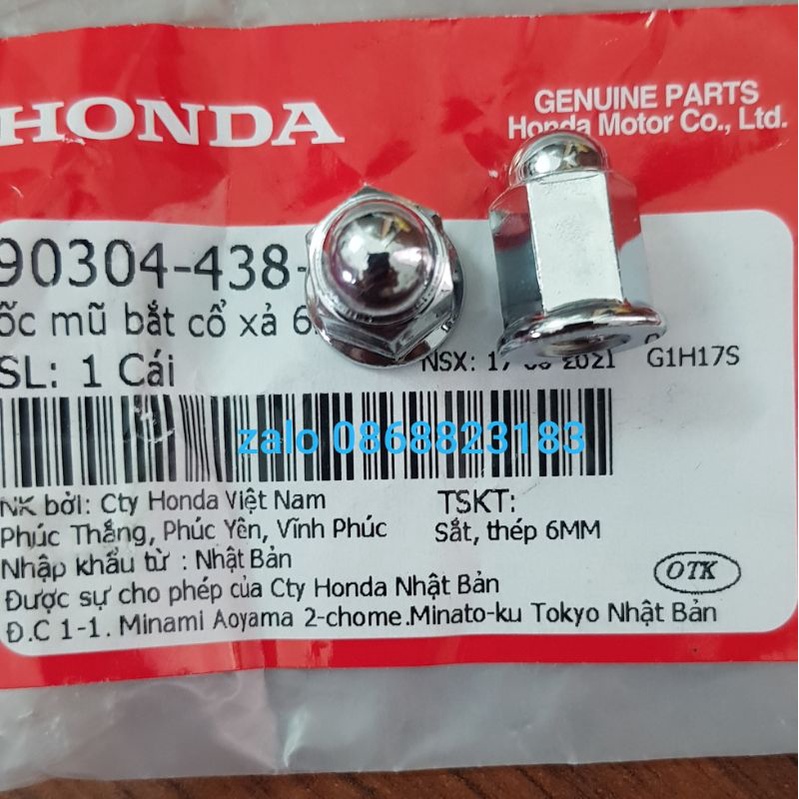 HONDA
GENUINE PARTS
Honda Motor Co., Ltd.
90304-438-
ốc mũ bắt cổ xả 6
SL: 1 Cái
NSX: 17 2021 G1H17S
zalo 0868823183
NK bởi: Cty Honda Việt Nam
Phúc Thắng, Phúc Yên, Vĩnh Phúc
Nhập khẩu từ : Nhật Bản
Được sự cho phép của Cty Honda Nhật Bản
Đ.C 1-1. Minami Aoyama 2-chome.Minato-ku Tokyo Nhật Bản
TSKT:
Sắt, thép 6MM
OTK